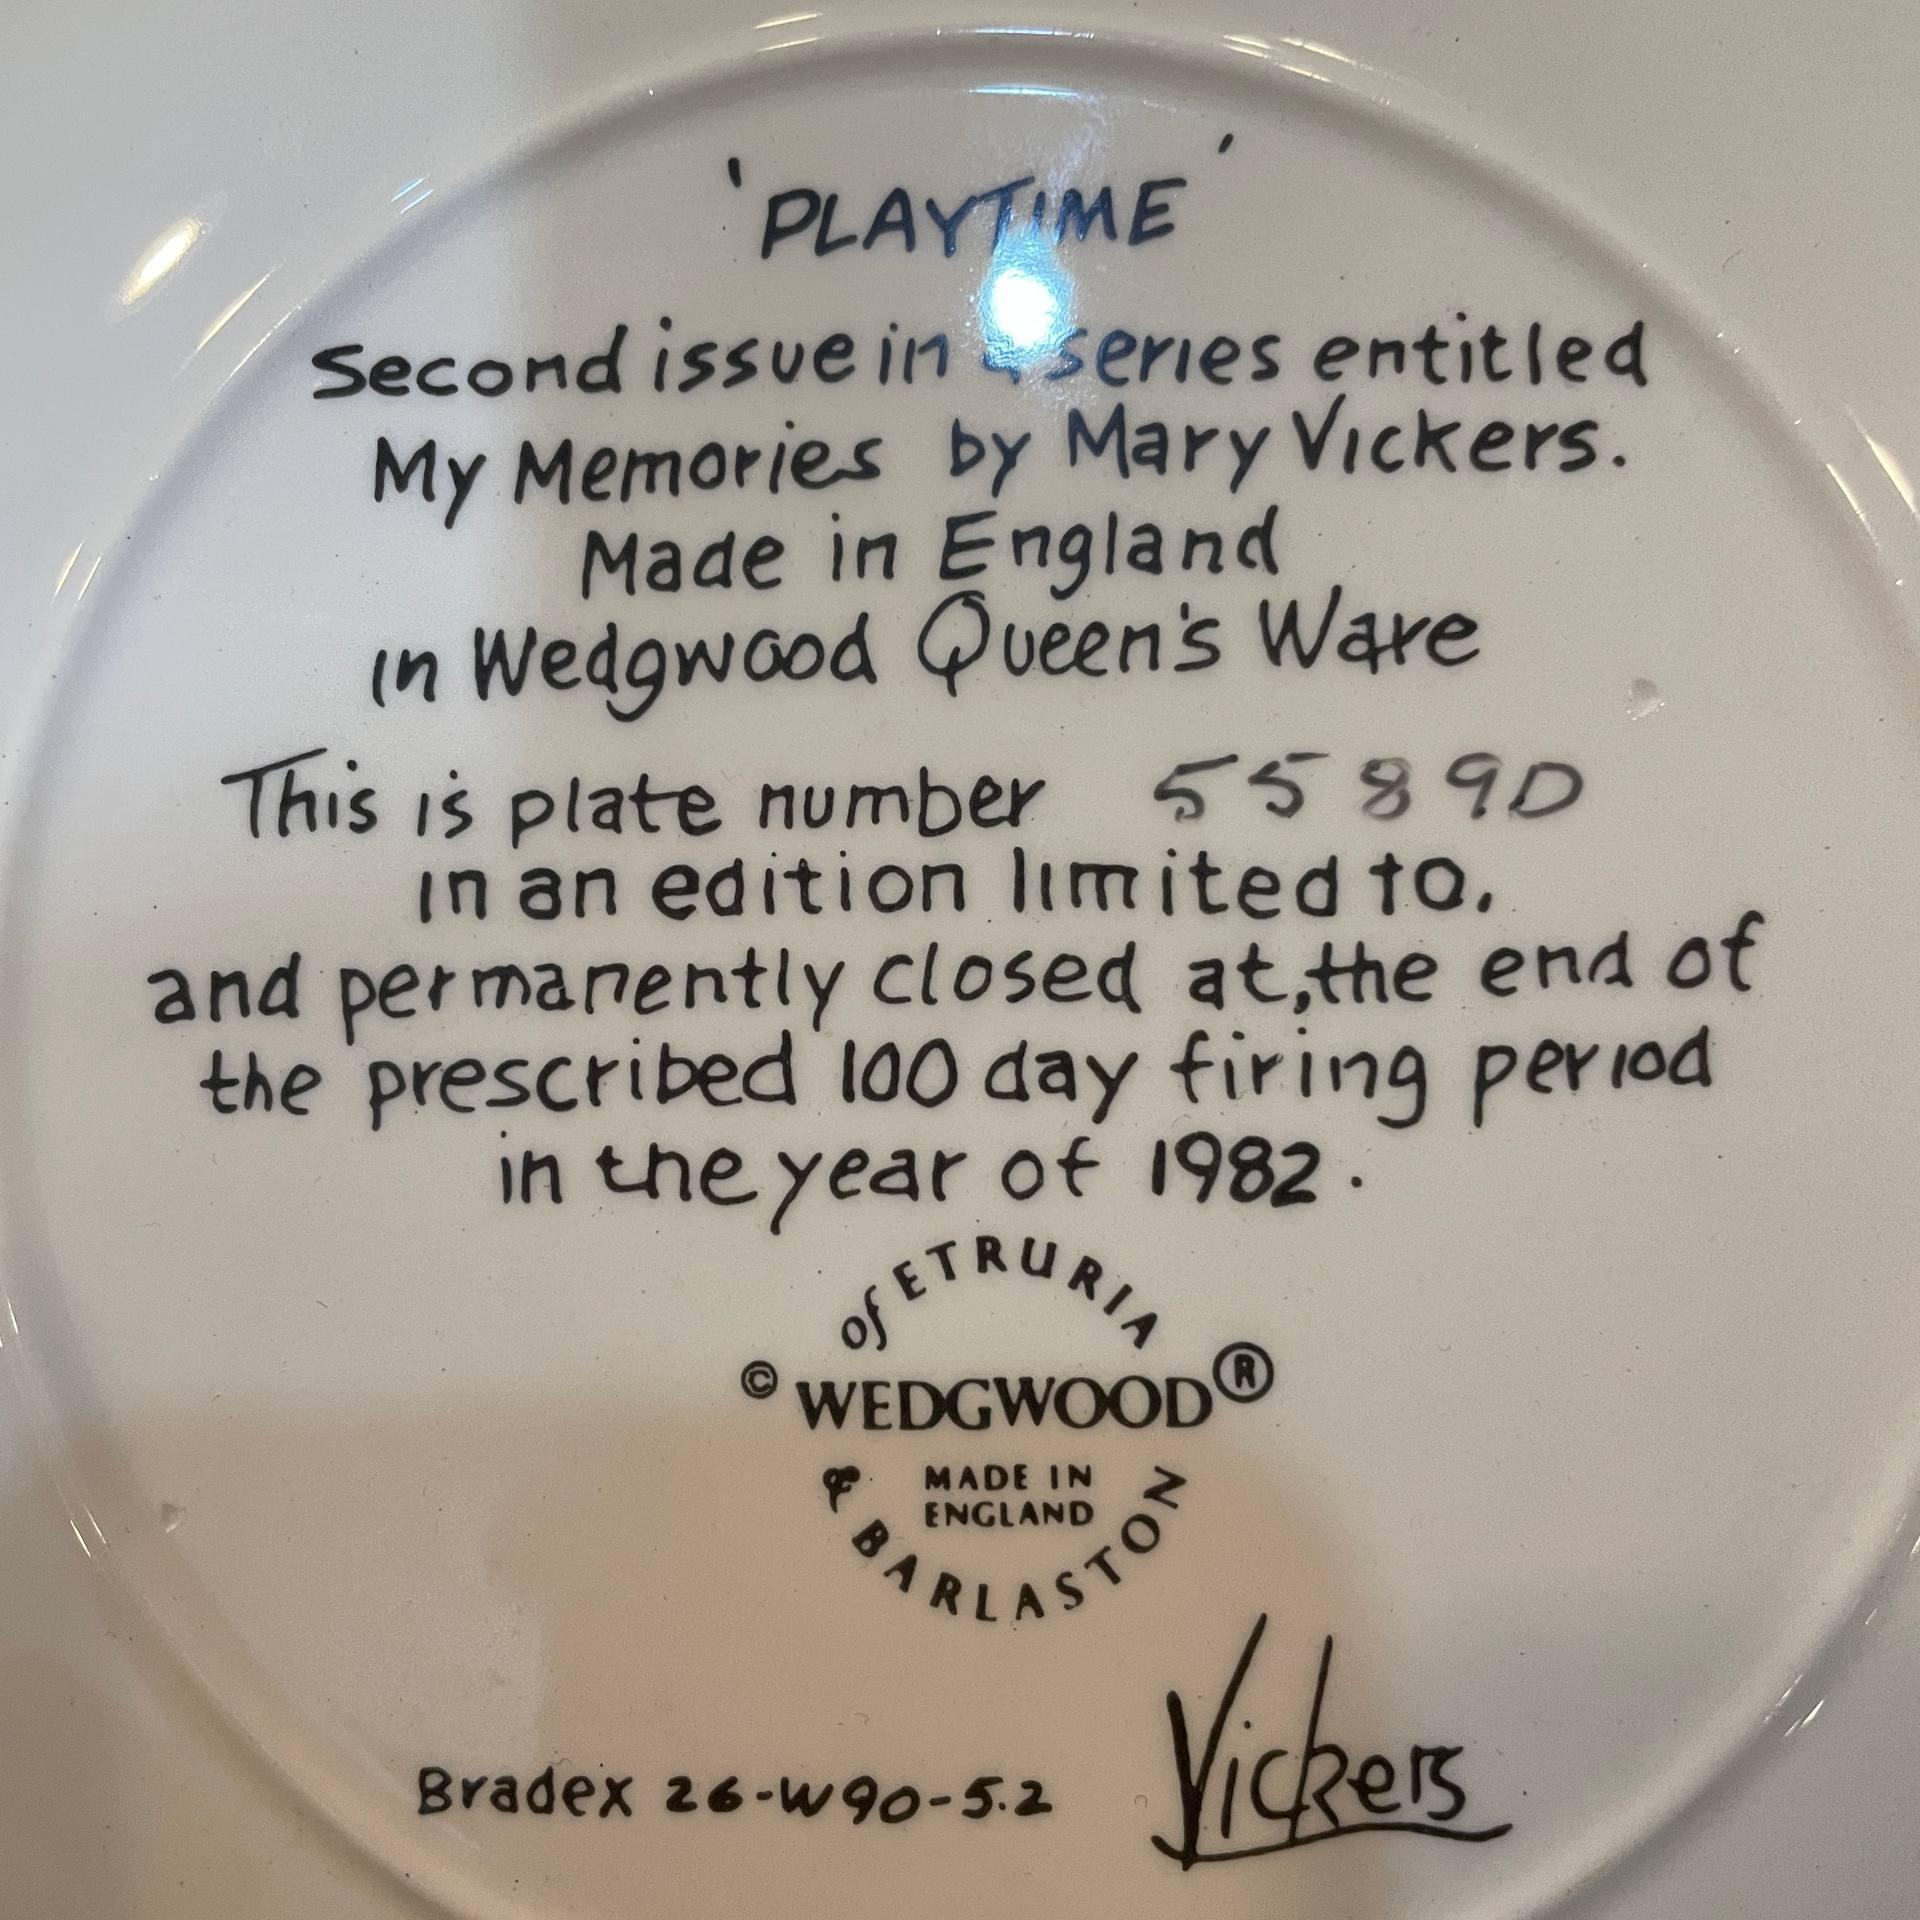 'PLAYTIME'
Second issue in a series entitled
My Memories by Mary Vickers.
Made in England
in Wedgwood Queen's Ware
This is plate number 5589D
in an edition limited to.
and permanently closed at, the end of
the prescribed 100 day firing period
in the year of 1982.
of ETRURIA
© WEDGWOOD ®
MADE IN
ENGLAND
& BARLASTON
Vickers
Bradex 26-W90-5.2